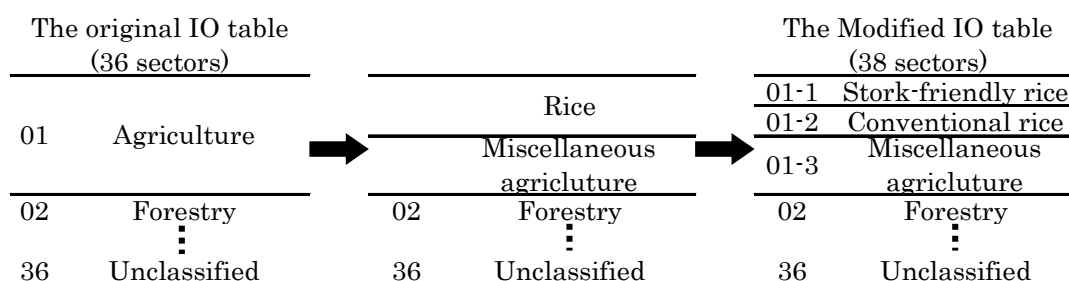 The original IO table
(36 sectors)
01 Agriculture
02 Forestry
36 Unclassified
Rice
Miscellaneous
agricluture
02 Forestry
36 Unclassified
The Modified IO table
(38 sectors)
01-1 Stork-friendly rice
01-2 Conventional rice
01-3 Miscellaneous
agricluture
02 Forestry
36 Unclassified